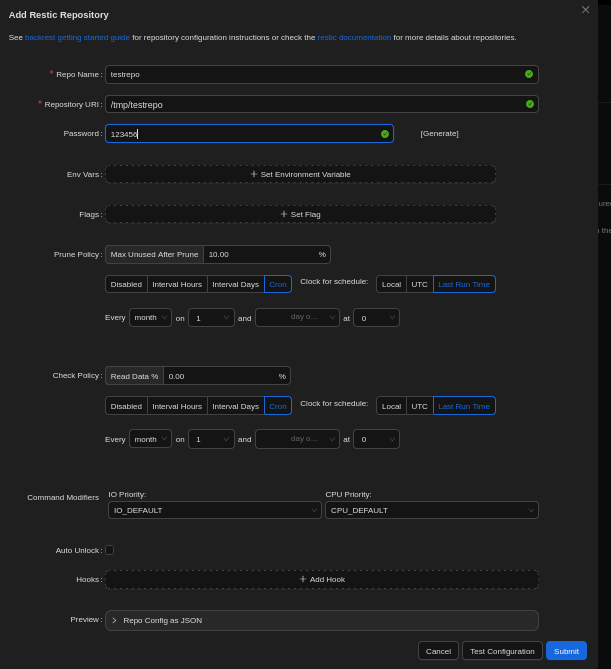 Add Restic Repository
See backrest getting started guide for repository configuration instructions or check the restic documentation for more details about repositories.
* Repo Name : testrepo
* Repository URI : /tmp/testrepo
Password : 123456 [Generate]
Env Vars : + Set Environment Variable
Flags : + Set Flag
Prune Policy : Max Unused After Prune 10.00 %
Disabled Interval Hours Interval Days Cron Clock for schedule: Local UTC Last Run Time
Every month on 1 and day o... at 0
Check Policy : Read Data % 0.00 %
Disabled Interval Hours Interval Days Cron Clock for schedule: Local UTC Last Run Time
Every month on 1 and day o... at 0
IO Priority: CPU Priority:
Command Modifiers
IO_DEFAULT CPU_DEFAULT
Auto Unlock :
Hooks : + Add Hook
Preview : Repo Config as JSON
Cancel Test Configuration Submit